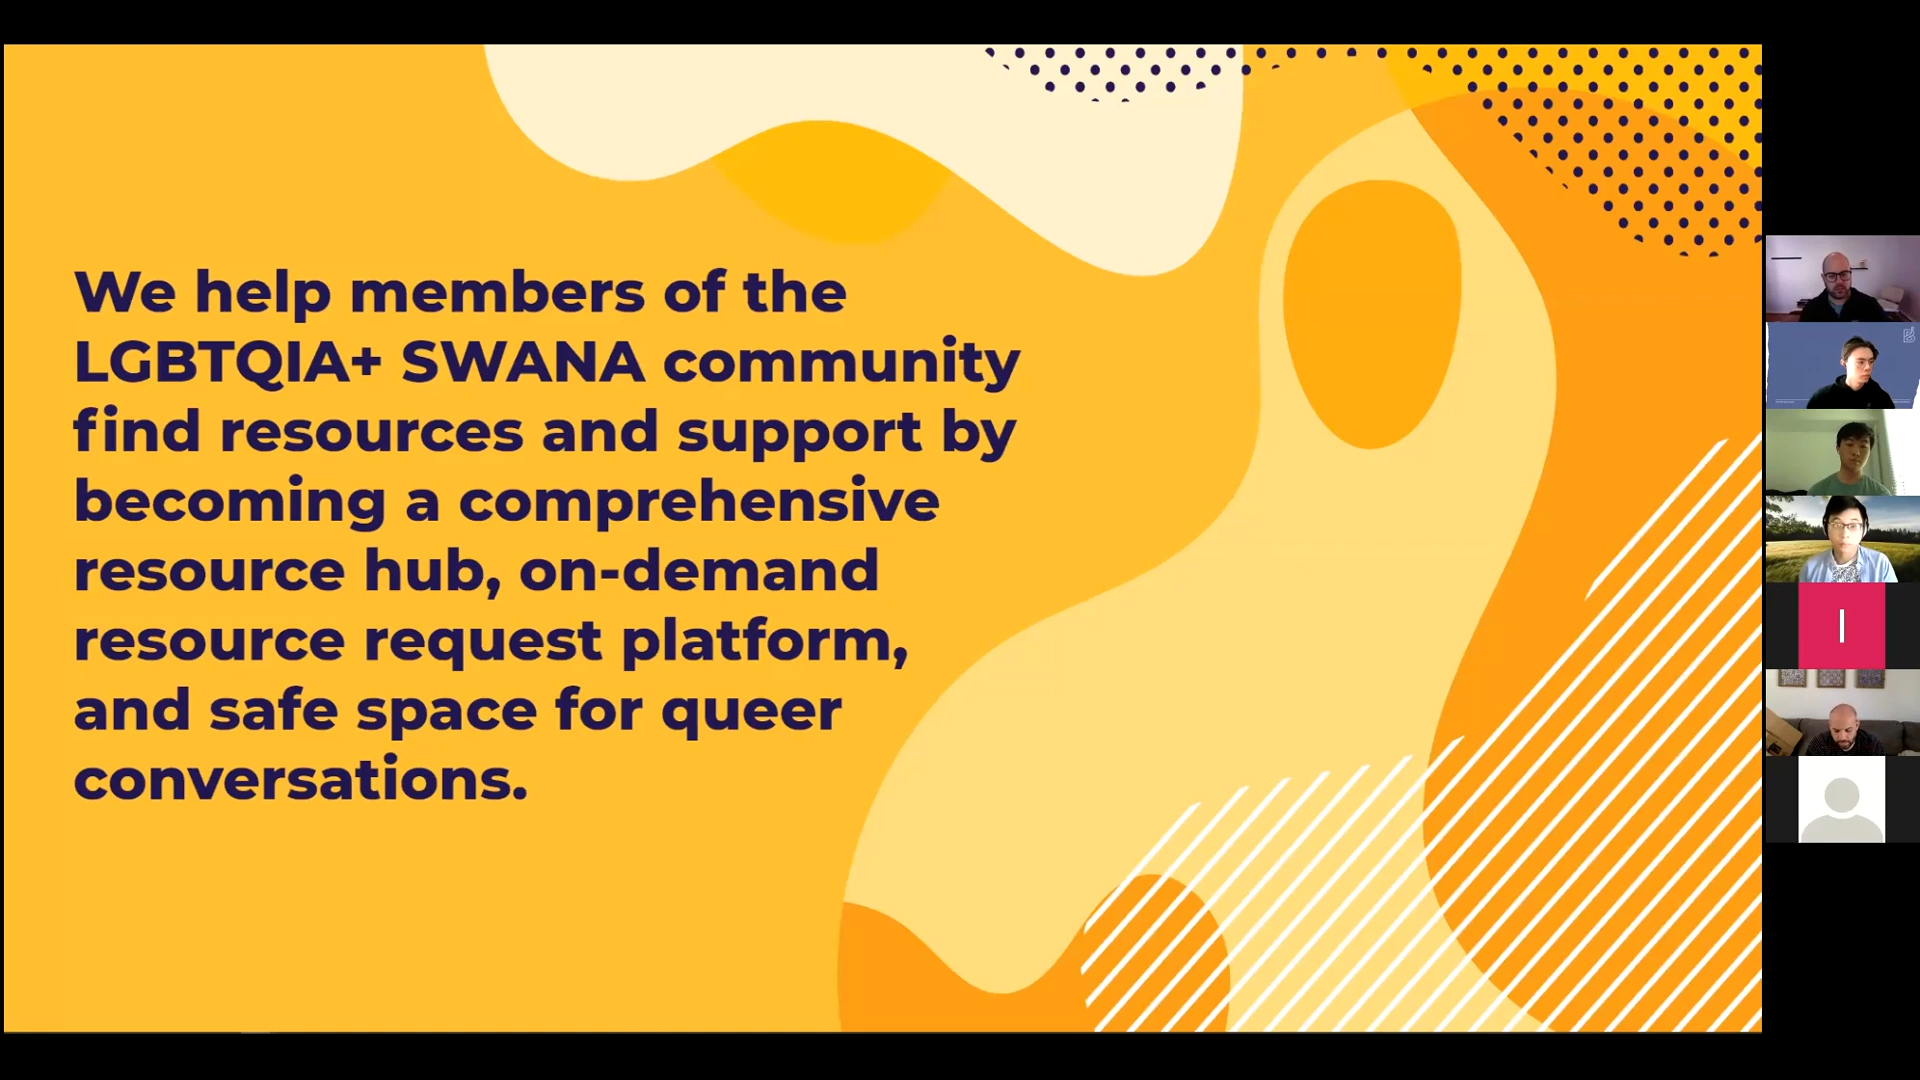 We help members of the
LGBTQIA+ SWANA community
find resources and support by
becoming a comprehensive
resource hub, on-demand
resource request platform,
and safe space for queer
conversations.
I